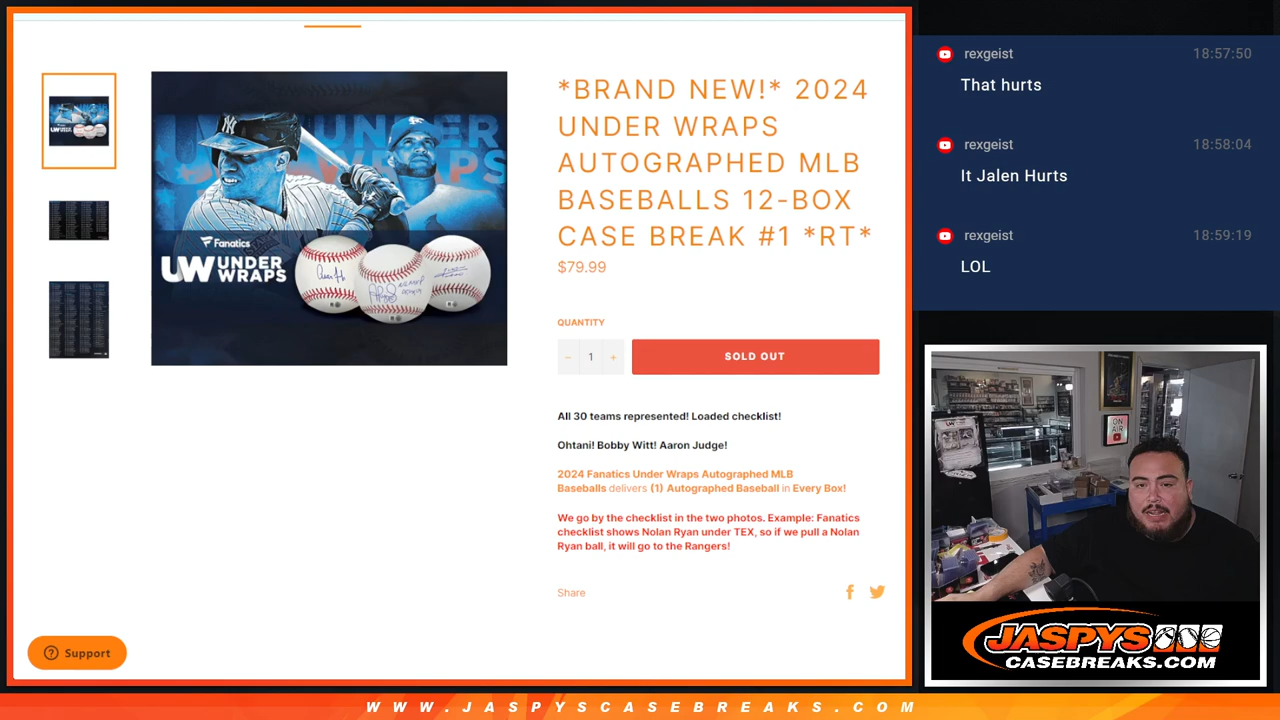 *BRAND NEW!* 2024
UNDER WRAPS
AUTOGRAPHED MLB
BASEBALLS 12-BOX
CASE BREAK #1 *RT*
$79.99
QUANTITY
− 1 +
SOLD OUT
All 30 teams represented! Loaded checklist!
Ohtani! Bobby Witt! Aaron Judge!
2024 Fanatics Under Wraps Autographed MLB
Baseballs delivers (1) Autographed Baseball in Every Box!
We go by the checklist in the two photos. Example: Fanatics
checklist shows Nolan Ryan under TEX, so if we pull a Nolan
Ryan ball, it will go to the Rangers!
Share
Support
UNDER
WRAPS
Fanatics
UW UNDER
WRAPS
rexgeist 18:57:50
That hurts
rexgeist 18:58:04
It Jalen Hurts
rexgeist 18:59:19
LOL
ON
AIR
JASPYS
CASEBREAKS.COM
WWW.JASPYSCASEBREAKS.COM